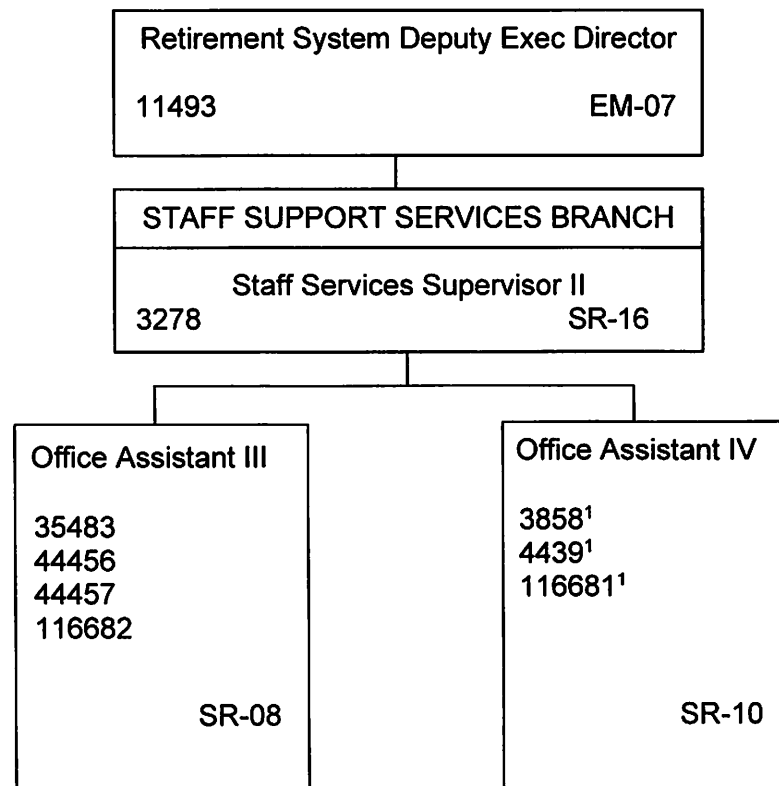 Retirement System Deputy Exec Director
11493 EM-07
STAFF SUPPORT SERVICES BRANCH
Staff Services Supervisor II
3278 SR-16
Office Assistant III
35483
44456
44457
116682
SR-08
Office Assistant IV
3858¹
4439¹
116681¹
SR-10